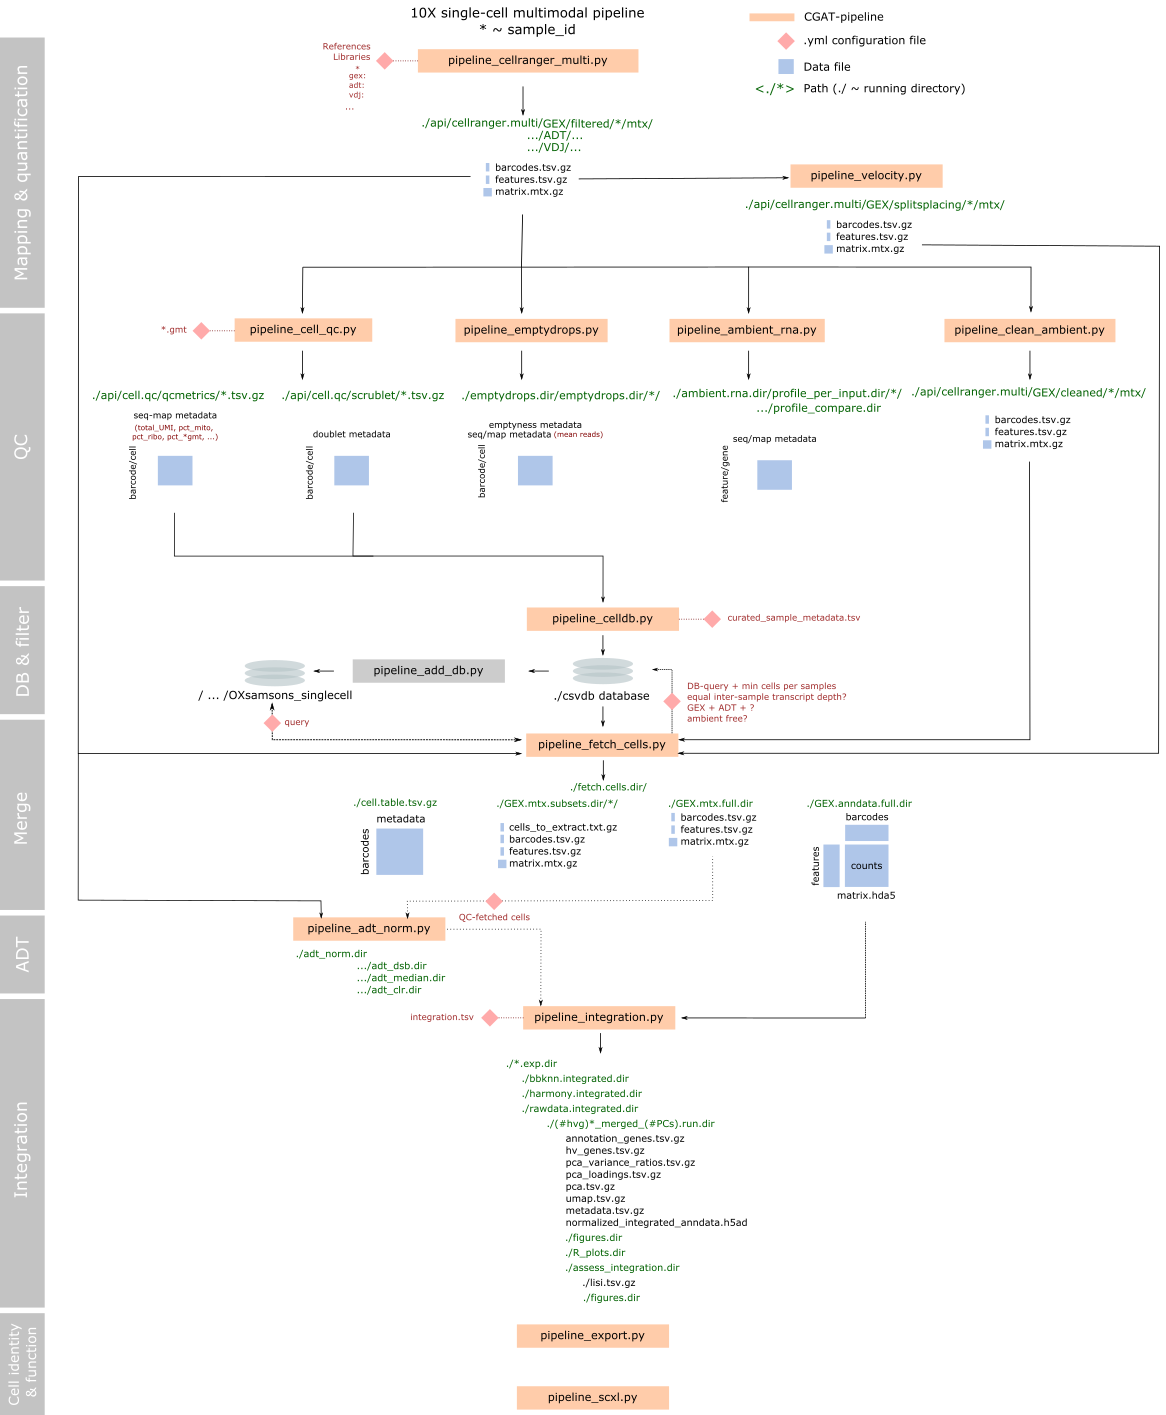 10X single-cell multimodal pipeline
* ~ sample_id
CGAT-pipeline
.yml configuration file
Data file
<./*> Path (./ ~ running directory)
Mapping & quantification
References
Libraries
*
gex:
adt:
vdj:
...
pipeline_cellranger_multi.py
./api/cellranger.multi/GEX/filtered/*/mtx/
.../ADT/...
.../VDJ/...
barcodes.tsv.gz
features.tsv.gz
matrix.mtx.gz
pipeline_velocity.py
./api/cellranger.multi/GEX/splitsplacing/*/mtx/
barcodes.tsv.gz
features.tsv.gz
matrix.mtx.gz
QC
*.gmt
pipeline_cell_qc.py
pipeline_emptydrops.py
pipeline_ambient_rna.py
pipeline_clean_ambient.py
./api/cell.qc/qcmetrics/*.tsv.gz
./api/cell.qc/scrublet/*.tsv.gz
./emptydrops.dir/emptydrops.dir/*/
./ambient.rna.dir/profile_per_input.dir/*/
.../profile_compare.dir
./api/cellranger.multi/GEX/cleaned/*/mtx/
seq-map metadata
(total_UMI, pct_mito,
pct_ribo, pct_*gmt, ...)
barcode/cell
doublet metadata
barcode/cell
emptyness metadata
seq/map metadata (mean reads)
barcode/cell
seq/map metadata
feature/gene
barcodes.tsv.gz
features.tsv.gz
matrix.mtx.gz
DB & filter
pipeline_celldb.py
curated_sample_metadata.tsv
pipeline_add_db.py
/ ... /OXsamsons_singlecell
./csvdb database
DB-query + min cells per samples
equal inter-sample transcript depth?
GEX + ADT + ?
ambient free?
query
Merge
pipeline_fetch_cells.py
./fetch.cells.dir/
./cell.table.tsv.gz
metadata
barcodes
./GEX.mtx.subsets.dir/*/
cells_to_extract.txt.gz
barcodes.tsv.gz
features.tsv.gz
matrix.mtx.gz
./GEX.mtx.full.dir
barcodes.tsv.gz
features.tsv.gz
matrix.mtx.gz
./GEX.anndata.full.dir
barcodes
features
counts
matrix.hda5
QC-fetched cells
ADT
pipeline_adt_norm.py
./adt_norm.dir
.../adt_dsb.dir
.../adt_median.dir
.../adt_clr.dir
Integration
integration.tsv
pipeline_integration.py
./*.exp.dir
./bbknn.integrated.dir
./harmony.integrated.dir
./rawdata.integrated.dir
./(#hvg)*_merged_(#PCs).run.dir
annotation_genes.tsv.gz
hv_genes.tsv.gz
pca_variance_ratios.tsv.gz
pca_loadings.tsv.gz
pca.tsv.gz
umap.tsv.gz
metadata.tsv.gz
normalized_integrated_anndata.h5ad
./figures.dir
./R_plots.dir
./assess_integration.dir
./lisi.tsv.gz
./figures.dir
Cell identity
& function
pipeline_export.py
pipeline_scxl.py